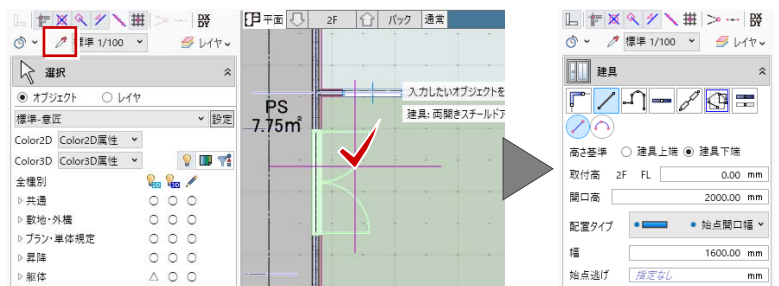 DXF
標準 1/100
レイヤ
選択
オブジェクト
レイヤ
標準-意匠
設定
Color2D
Color2D属性
Color3D
Color3D属性
全種別
共通
敷地・外構
プラン・単体規定
昇降
躯体
平面
2F
バック
通常
入力したいオブジェクトを
PS
建具: 両開きスチールドア
7.75㎡
標準 1/100
レイヤ
建具
高さ基準
建具上端
建具下端
取付高
2F
FL
0.00
mm
開口高
2000.00
mm
配置タイプ
始点開口幅
幅
1600.00
mm
始点逃げ
指定なし
mm